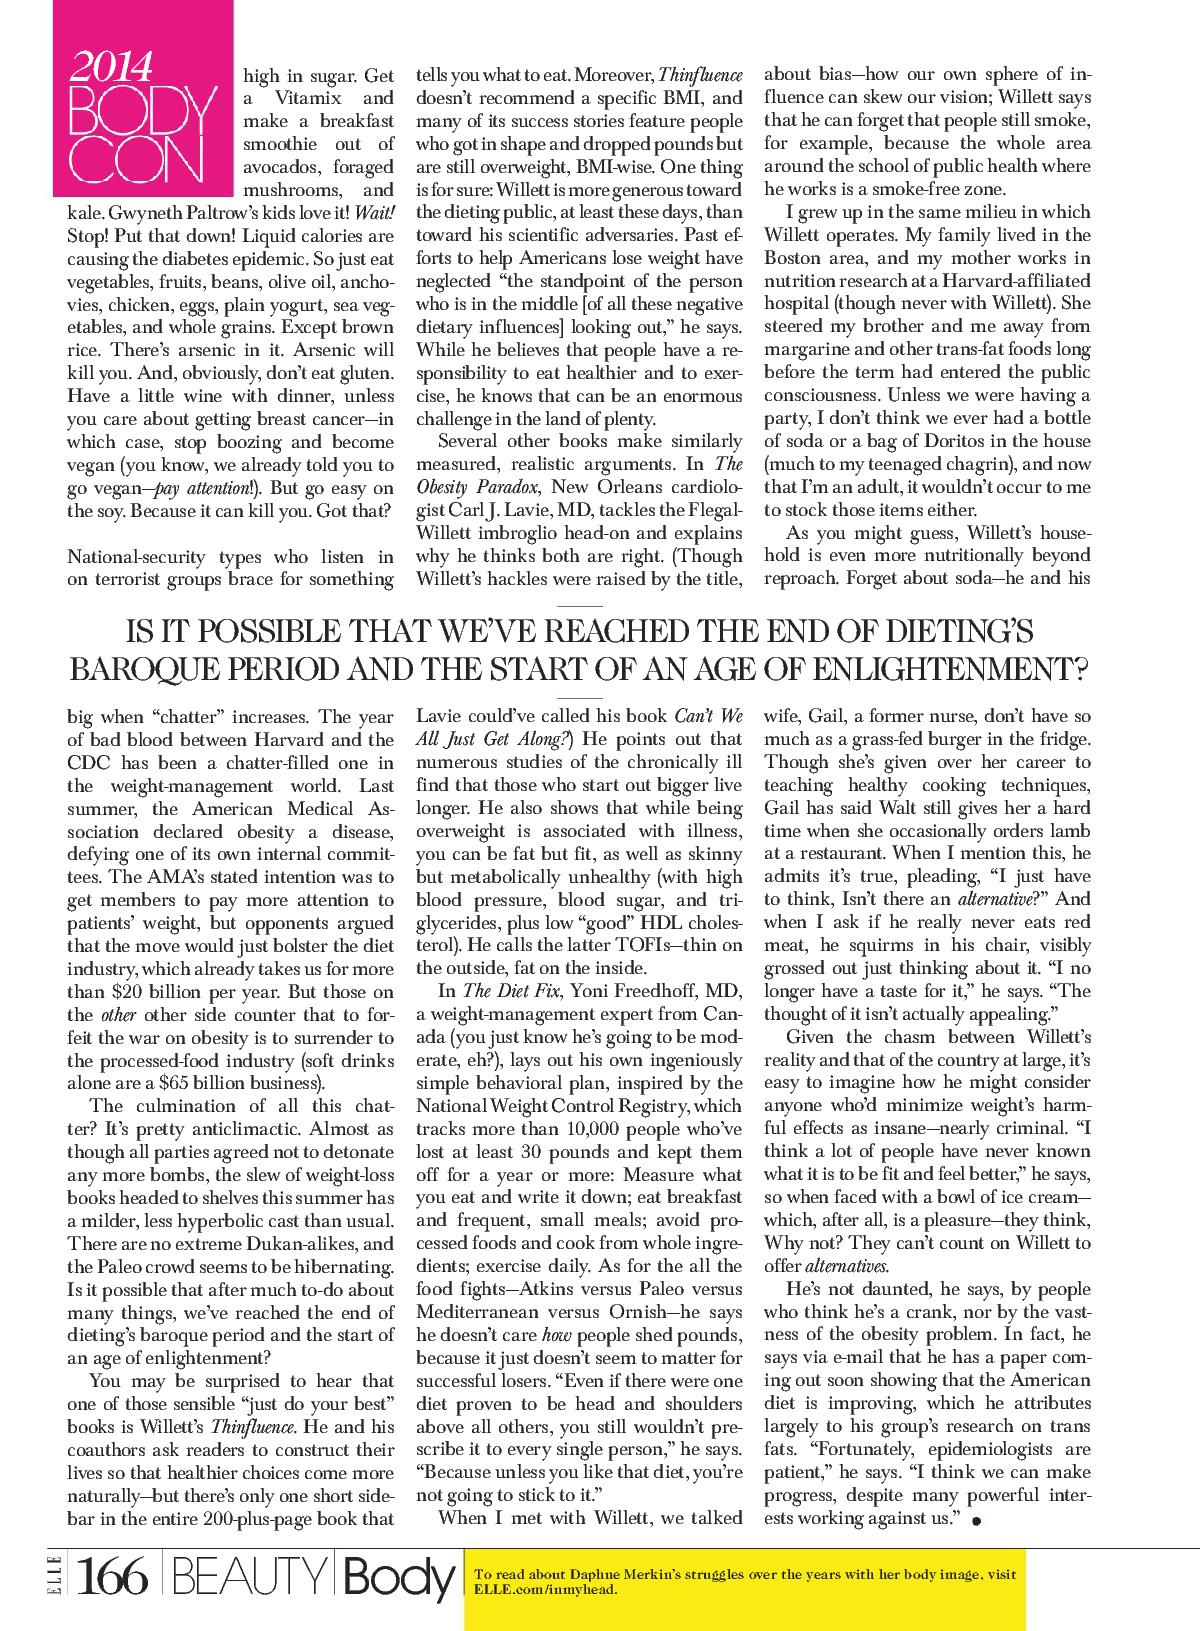 2014
BODY
CON
high in sugar. Get
a Vitamix and
make a breakfast
smoothie out of
avocados, foraged
mushrooms, and
kale. Gwyneth Paltrow's kids love it! Wait!
Stop! Put that down! Liquid calories are
causing the diabetes epidemic. So just eat
vegetables, fruits, beans, olive oil, ancho-
vies, chicken, eggs, plain yogurt, sea veg-
etables, and whole grains. Except brown
rice. There's arsenic in it. Arsenic will
kill you. And, obviously, don't eat gluten.
Have a little wine with dinner, unless
you care about getting breast cancer—in
which case, stop boozing and become
vegan (you know, we already told you to
go vegan—pay attention!). But go easy on
the soy. Because it can kill you. Got that?
National-security types who listen in
on terrorist groups brace for something
tells you what to eat. Moreover, Thinfluence
doesn't recommend a specific BMI, and
many of its success stories feature people
who got in shape and dropped pounds but
are still overweight, BMI-wise. One thing
is for sure: Willett is more generous toward
the dieting public, at least these days, than
toward his scientific adversaries. Past ef-
forts to help Americans lose weight have
neglected “the standpoint of the person
who is in the middle [of all these negative
dietary influences] looking out,” he says.
While he believes that people have a re-
sponsibility to eat healthier and to exer-
cise, he knows that can be an enormous
challenge in the land of plenty.
Several other books make similarly
measured, realistic arguments. In The
Obesity Paradox, New Orleans cardiolo-
gist Carl J. Lavie, MD, tackles the Flegal-
Willett imbroglio head-on and explains
why he thinks both are right. (Though
Willett's hackles were raised by the title,
about bias—how our own sphere of in-
fluence can skew our vision; Willett says
that he can forget that people still smoke,
for example, because the whole area
around the school of public health where
he works is a smoke-free zone.
I grew up in the same milieu in which
Willett operates. My family lived in the
Boston area, and my mother works in
nutrition research at a Harvard-affiliated
hospital (though never with Willett). She
steered my brother and me away from
margarine and other trans-fat foods long
before the term had entered the public
consciousness. Unless we were having a
party, I don't think we ever had a bottle
of soda or a bag of Doritos in the house
(much to my teenaged chagrin), and now
that I'm an adult, it wouldn't occur to me
to stock those items either.
As you might guess, Willett's house-
hold is even more nutritionally beyond
reproach. Forget about soda—he and his
IS IT POSSIBLE THAT WE'VE REACHED THE END OF DIETING'S
BAROQUE PERIOD AND THE START OF AN AGE OF ENLIGHTENMENT?
big when “chatter” increases. The year
of bad blood between Harvard and the
CDC has been a chatter-filled one in
the weight-management world. Last
summer, the American Medical As-
sociation declared obesity a disease,
defying one of its own internal commit-
tees. The AMA's stated intention was to
get members to pay more attention to
patients' weight, but opponents argued
that the move would just bolster the diet
industry, which already takes us for more
than $20 billion per year. But those on
the other other side counter that to for-
feit the war on obesity is to surrender to
the processed-food industry (soft drinks
alone are a $65 billion business).
The culmination of all this chat-
ter? It's pretty anticlimactic. Almost as
though all parties agreed not to detonate
any more bombs, the slew of weight-loss
books headed to shelves this summer has
a milder, less hyperbolic cast than usual.
There are no extreme Dukan-alikes, and
the Paleo crowd seems to be hibernating.
Is it possible that after much to-do about
many things, we've reached the end of
dieting's baroque period and the start of
an age of enlightenment?
You may be surprised to hear that
one of those sensible “just do your best”
books is Willett's Thinfluence. He and his
coauthors ask readers to construct their
lives so that healthier choices come more
naturally—but there's only one short side-
bar in the entire 200-plus-page book that
Lavie could've called his book Can't We
All Just Get Along?) He points out that
numerous studies of the chronically ill
find that those who start out bigger live
longer. He also shows that while being
overweight is associated with illness,
you can be fat but fit, as well as skinny
but metabolically unhealthy (with high
blood pressure, blood sugar, and tri-
glycerides, plus low “good” HDL choles-
terol). He calls the latter TOFIs—thin on
the outside, fat on the inside.
In The Diet Fix, Yoni Freedhoff, MD,
a weight-management expert from Can-
ada (you just know he's going to be mod-
erate, eh?), lays out his own ingeniously
simple behavioral plan, inspired by the
National Weight Control Registry, which
tracks more than 10,000 people who've
lost at least 30 pounds and kept them
off for a year or more: Measure what
you eat and write it down; eat breakfast
and frequent, small meals; avoid pro-
cessed foods and cook from whole ingre-
dients; exercise daily. As for the all the
food fights—Atkins versus Paleo versus
Mediterranean versus Ornish—he says
he doesn't care how people shed pounds,
because it just doesn't seem to matter for
successful losers. “Even if there were one
diet proven to be head and shoulders
above all others, you still wouldn't pre-
scribe it to every single person,” he says.
“Because unless you like that diet, you're
not going to stick to it.”
When I met with Willett, we talked
wife, Gail, a former nurse, don't have so
much as a grass-fed burger in the fridge.
Though she's given over her career to
teaching healthy cooking techniques,
Gail has said Walt still gives her a hard
time when she occasionally orders lamb
at a restaurant. When I mention this, he
admits it's true, pleading, “I just have
to think, Isn't there an alternative?” And
when I ask if he really never eats red
meat, he squirms in his chair, visibly
grossed out just thinking about it. “I no
longer have a taste for it,” he says. “The
thought of it isn't actually appealing.”
Given the chasm between Willett's
reality and that of the country at large, it's
easy to imagine how he might consider
anyone who'd minimize weight's harm-
ful effects as insane—nearly criminal. “I
think a lot of people have never known
what it is to be fit and feel better,” he says,
so when faced with a bowl of ice cream—
which, after all, is a pleasure—they think,
Why not? They can't count on Willett to
offer alternatives.
He's not daunted, he says, by people
who think he's a crank, nor by the vast-
ness of the obesity problem. In fact, he
says via e-mail that he has a paper com-
ing out soon showing that the American
diet is improving, which he attributes
largely to his group's research on trans
fats. “Fortunately, epidemiologists are
patient,” he says. “I think we can make
progress, despite many powerful inter-
ests working against us.” ●
ELLE 166 BEAUTY Body
To read about Daphne Merkin's struggles over the years with her body image, visit
ELLE.com/inmyhead.